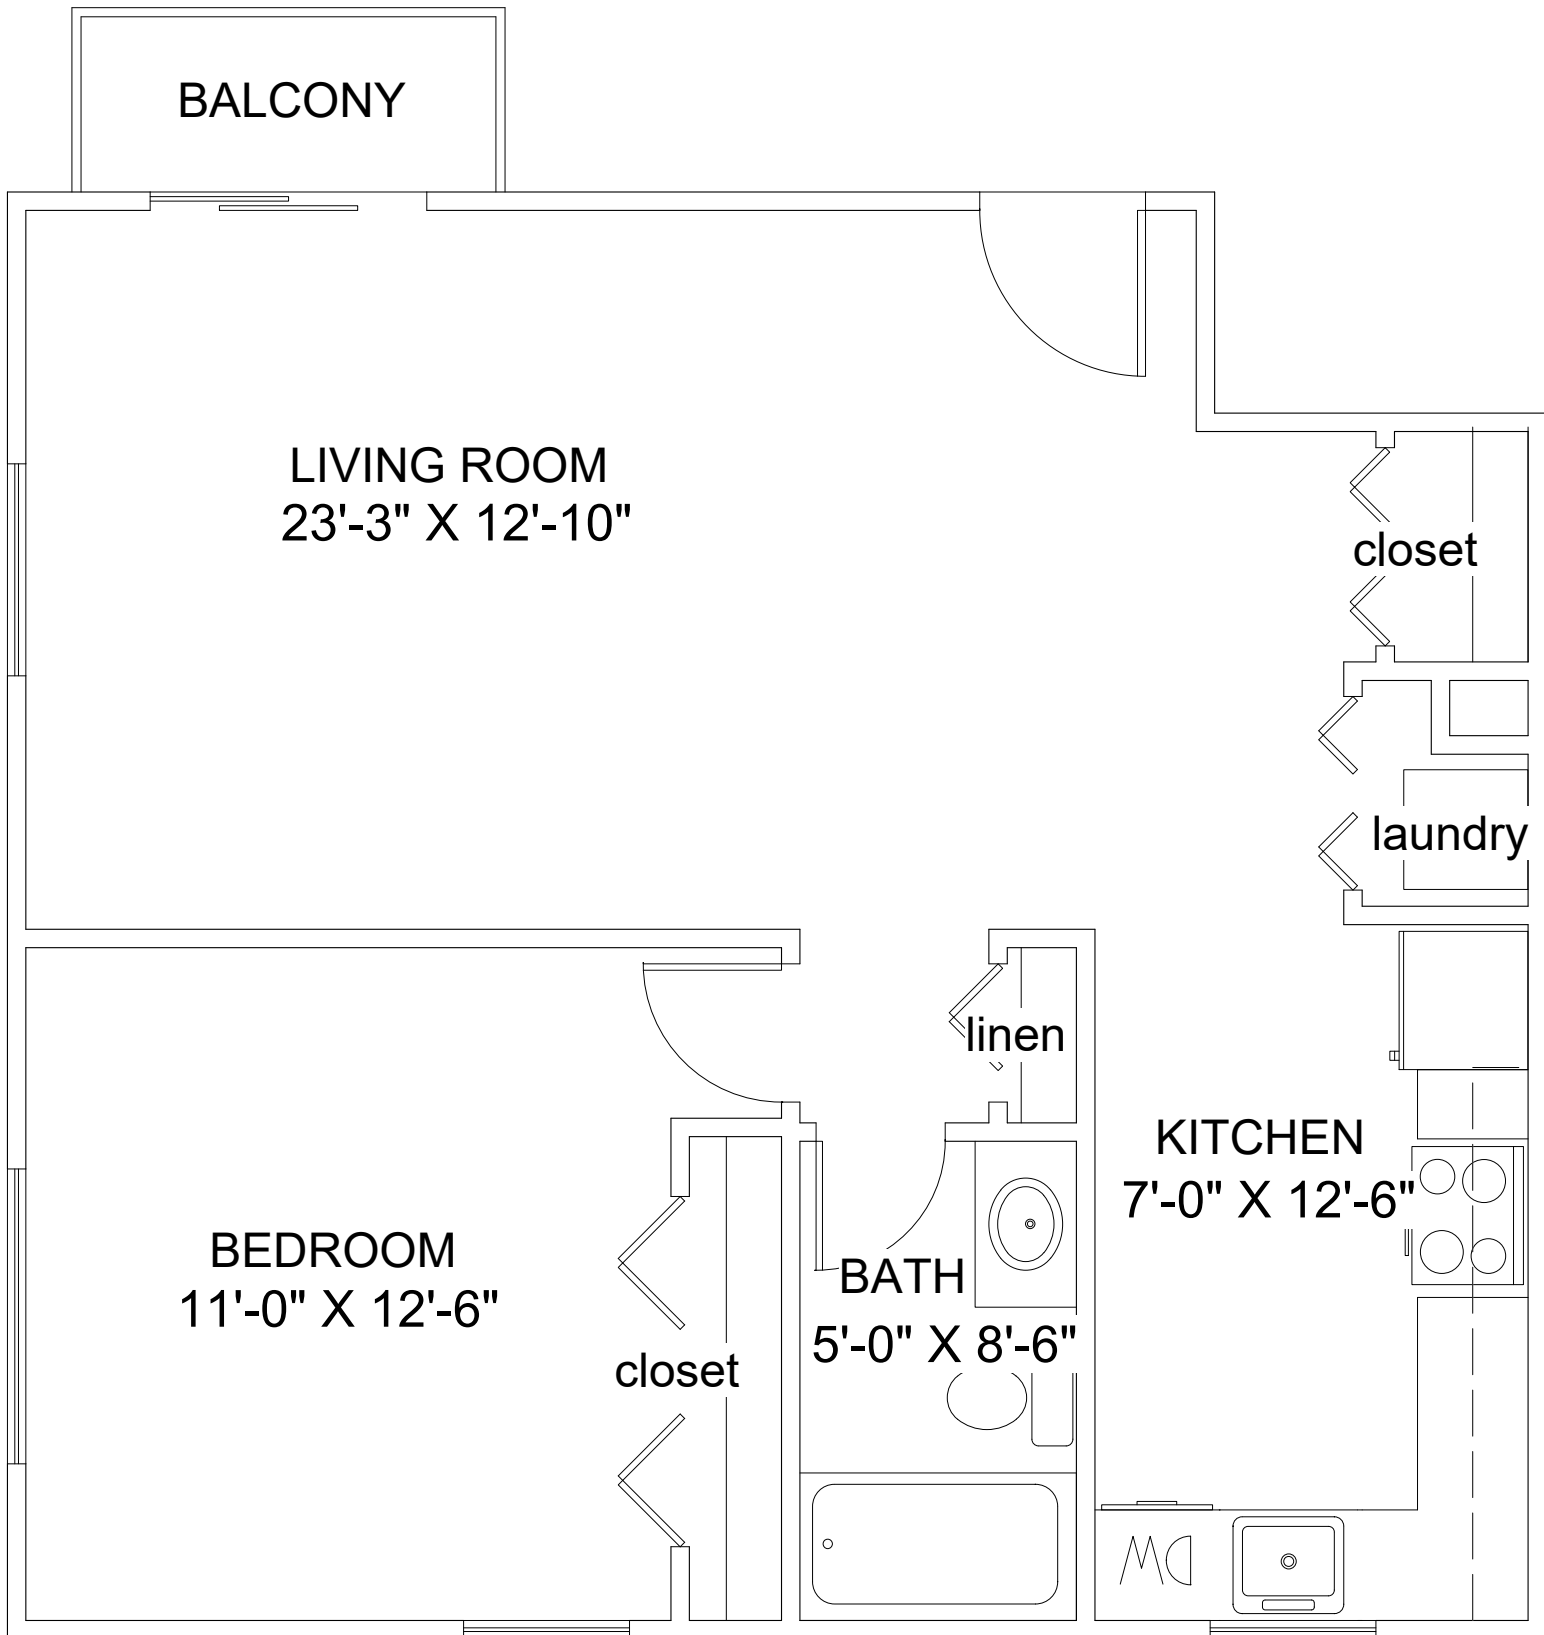 BALCONY
LIVING ROOM
23'-3" X 12'-10"
closet
laundry
linen
KITCHEN
7'-0" X 12'-6"
BEDROOM
11'-0" X 12'-6"
BATH
5'-0" X 8'-6"
closet
DW